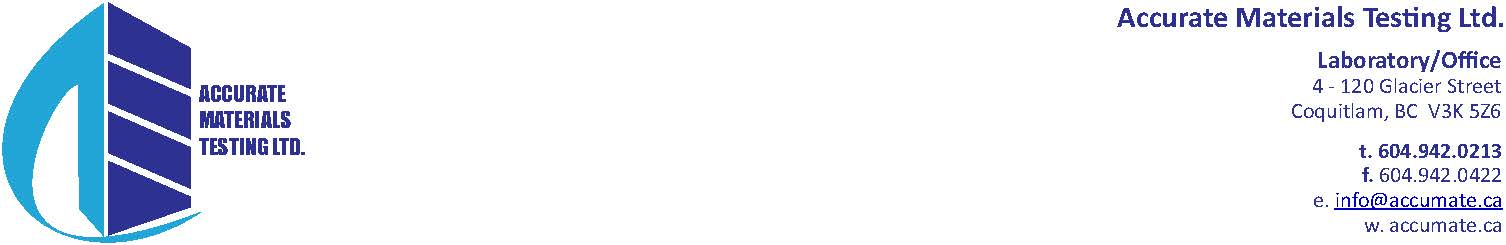 ACCURATE
MATERIALS
TESTING LTD.
Accurate Materials Testing Ltd.
Laboratory/Office
4 - 120 Glacier Street
Coquitlam, BC  V3K 5Z6
t. 604.942.0213
f. 604.942.0422
e. info@accumate.ca
w. accumate.ca